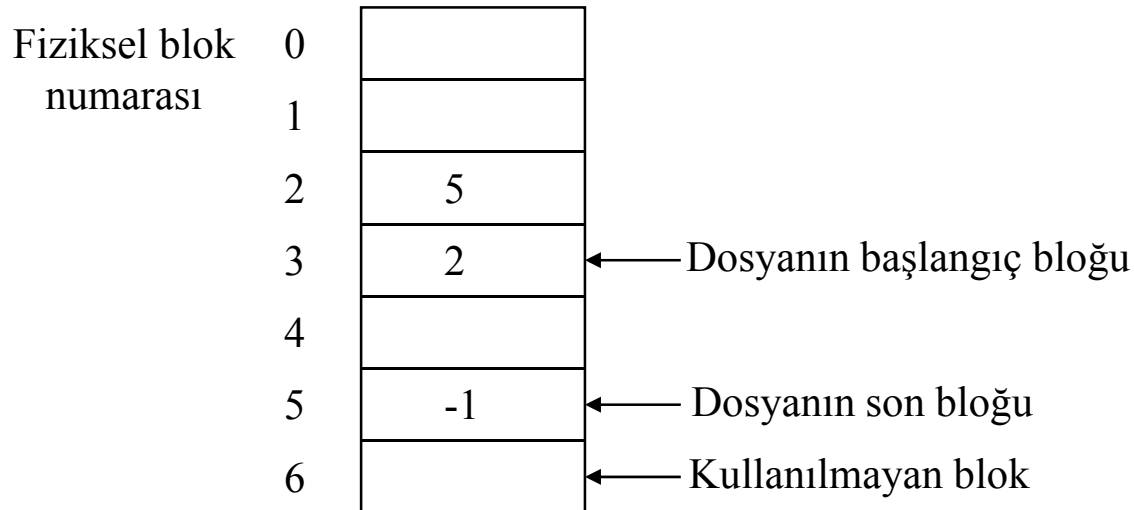 Fiziksel blok 0
numarası
1
2 5
3 2 Dosyanın başlangıç bloğu
4
5 -1 Dosyanın son bloğu
6 Kullanılmayan blok